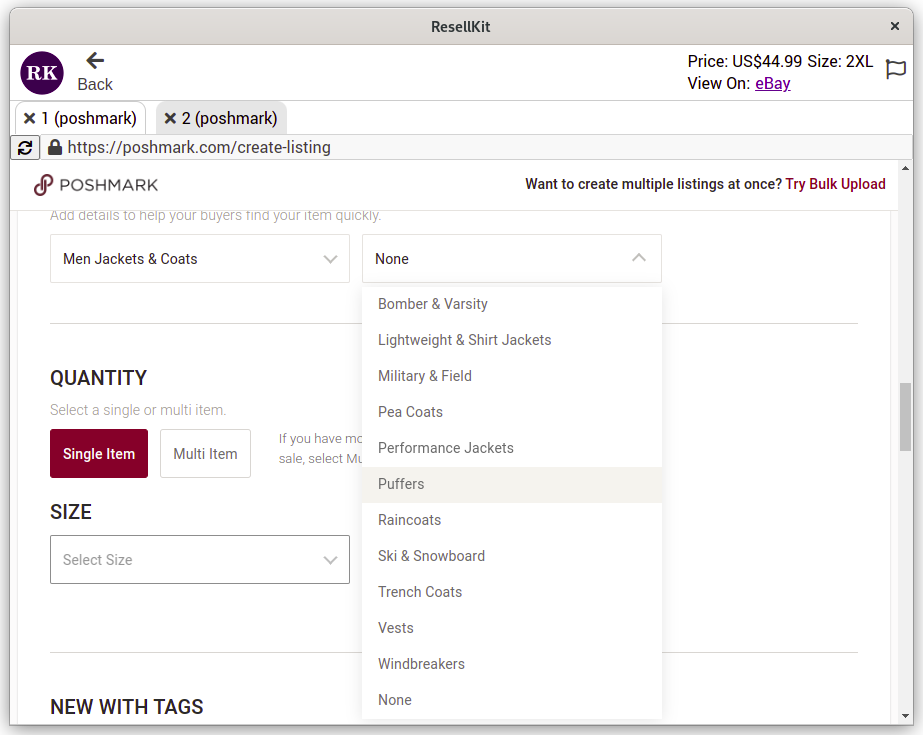 ResellKit
RK
Back
Price: US$44.99 Size: 2XL
View On: eBay
1 (poshmark)
2 (poshmark)
https://poshmark.com/create-listing
POSHMARK
Want to create multiple listings at once? Try Bulk Upload
Add details to help your buyers find your item quickly.
Men Jackets & Coats
None
Bomber & Varsity
Lightweight & Shirt Jackets
Military & Field
Pea Coats
Performance Jackets
Puffers
Raincoats
Ski & Snowboard
Trench Coats
Vests
Windbreakers
None
QUANTITY
Select a single or multi item.
Single Item
Multi Item
If you have mo
sale, select Mu
SIZE
Select Size
NEW WITH TAGS